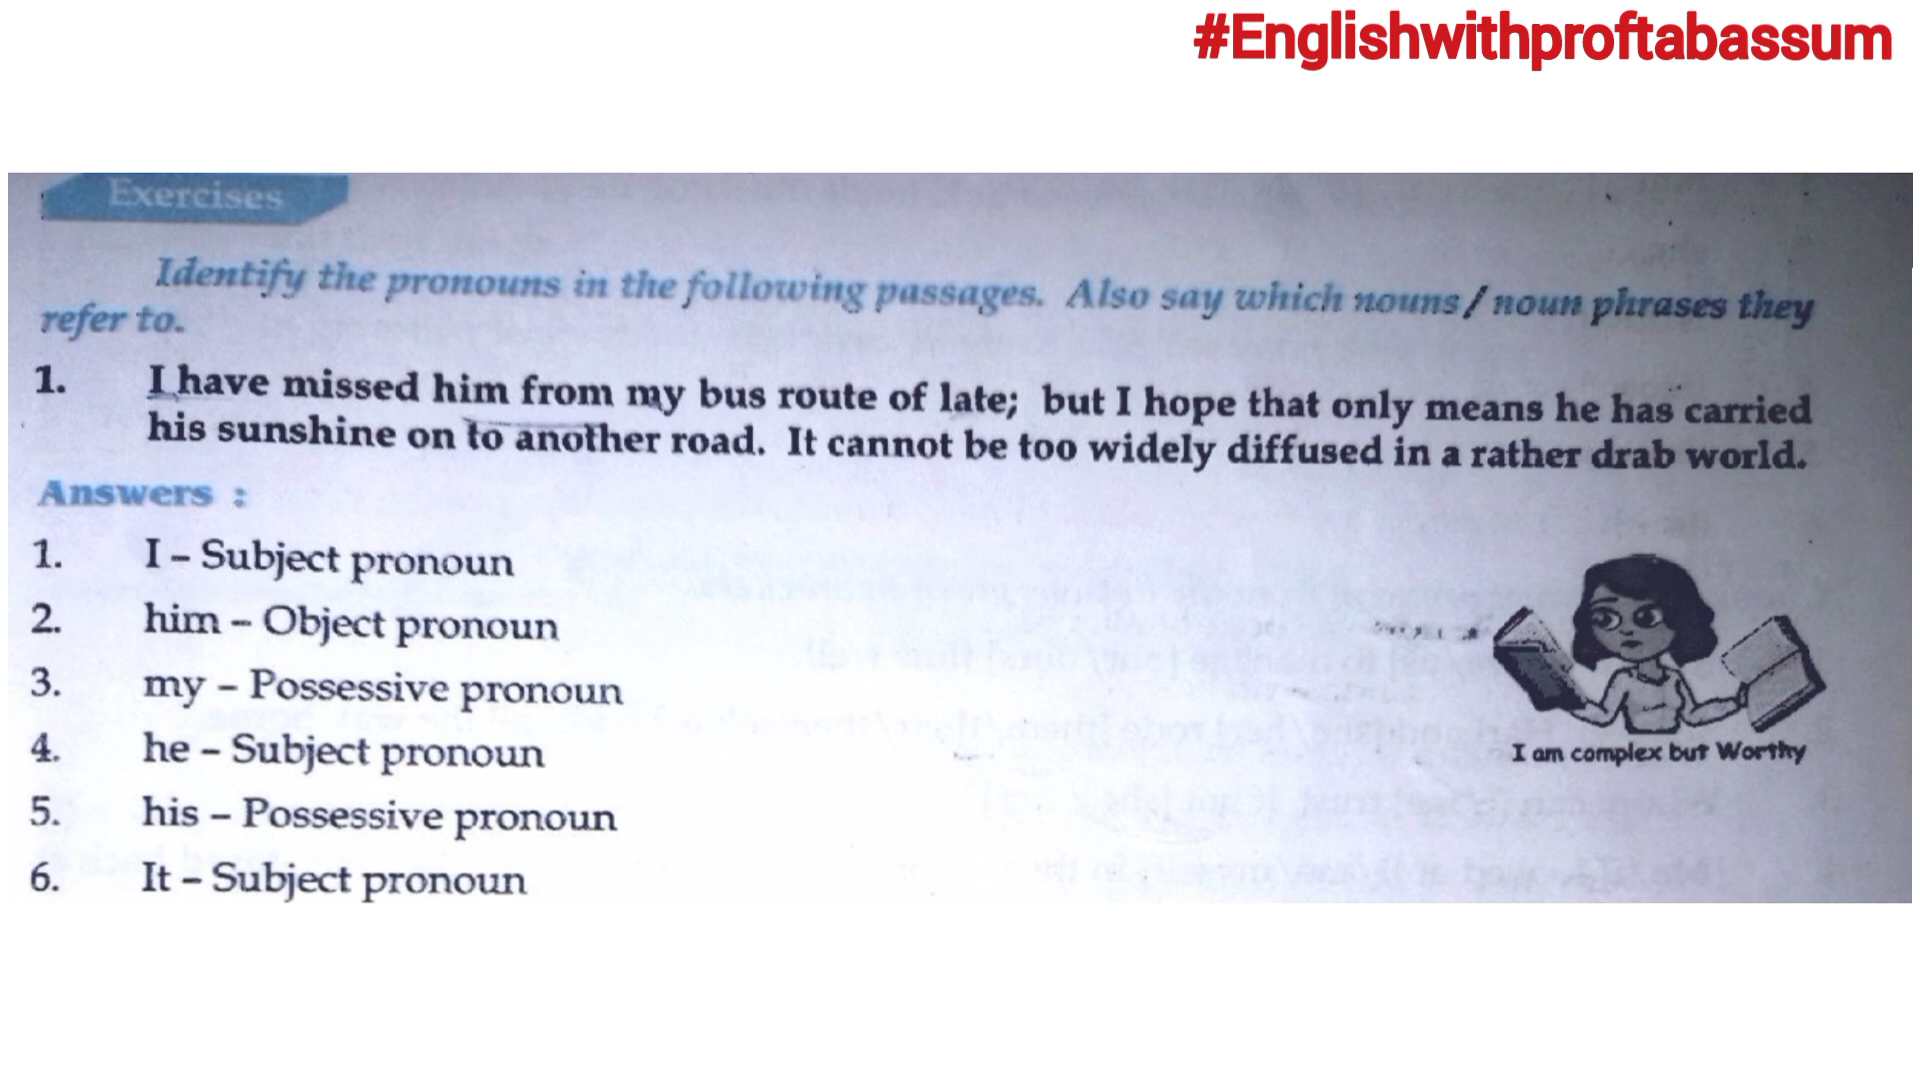 #Englishwithproftabassum
Exercises
Identify the pronouns in the following passages. Also say which nouns / noun phrases they
refer to.
1. I have missed him from my bus route of late; but I hope that only means he has carried
his sunshine on to another road. It cannot be too widely diffused in a rather drab world.
Answers :
1. I – Subject pronoun
2. him – Object pronoun
3. my – Possessive pronoun
4. he – Subject pronoun
5. his – Possessive pronoun
6. It – Subject pronoun
I am complex but Worthy